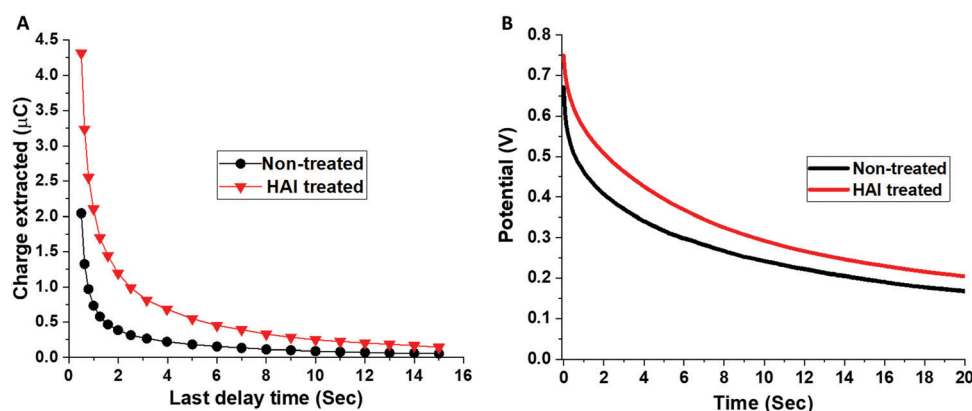 A
4.5
4.0
3.5
3.0
2.5
2.0
1.5
1.0
0.5
0.0
Charge extracted (μC)
Non-treated
HAI treated
0 2 4 6 8 10 12 14 16
Last delay time (Sec)
B
0.8
0.7
0.6
0.5
0.4
0.3
0.2
0.1
0.0
Potential (V)
Non-treated
HAI treated
0 2 4 6 8 10 12 14 16 18 20
Time (Sec)